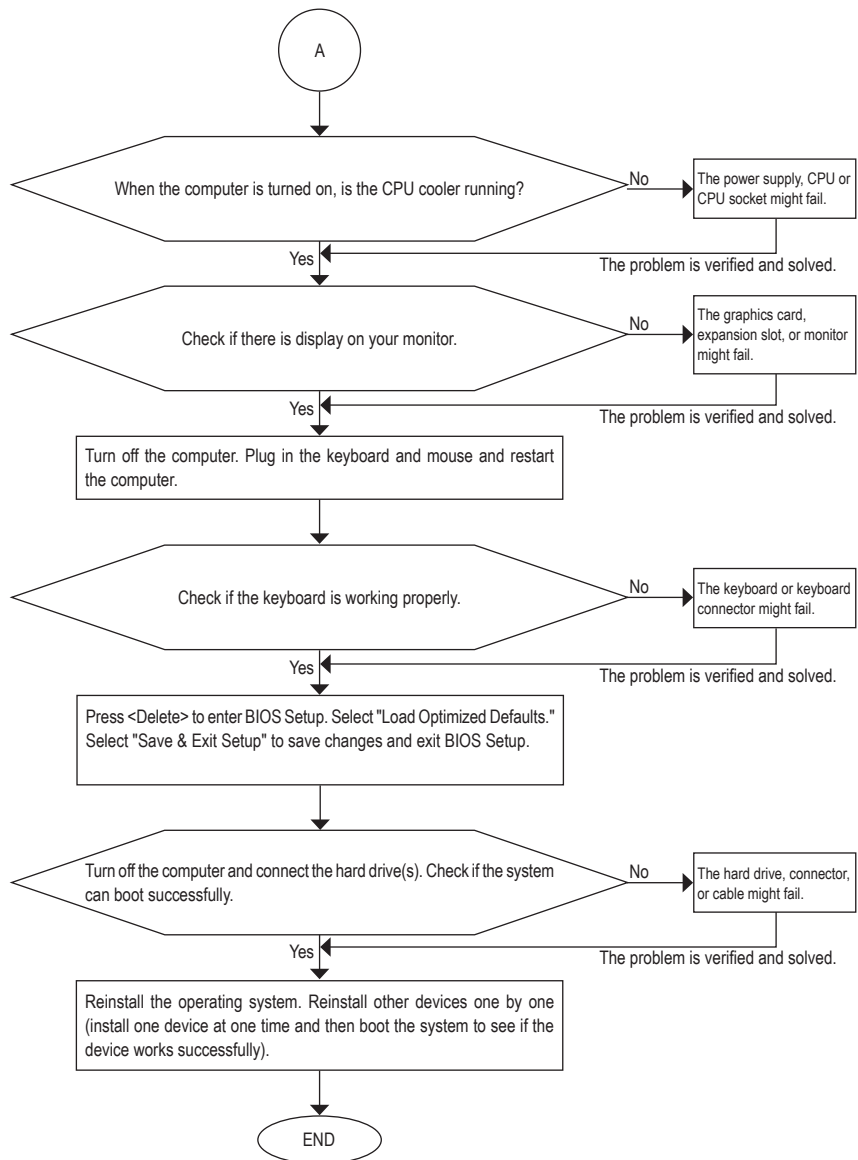 A
When the computer is turned on, is the CPU cooler running?
No
The power supply, CPU or
CPU socket might fail.
Yes
The problem is verified and solved.
Check if there is display on your monitor.
No
The graphics card,
expansion slot, or monitor
might fail.
Yes
The problem is verified and solved.
Turn off the computer. Plug in the keyboard and mouse and restart
the computer.
Check if the keyboard is working properly.
No
The keyboard or keyboard
connector might fail.
Yes
The problem is verified and solved.
Press <Delete> to enter BIOS Setup. Select "Load Optimized Defaults."
Select "Save & Exit Setup" to save changes and exit BIOS Setup.
Turn off the computer and connect the hard drive(s). Check if the system
can boot successfully.
No
The hard drive, connector,
or cable might fail.
Yes
The problem is verified and solved.
Reinstall the operating system. Reinstall other devices one by one
(install one device at one time and then boot the system to see if the
device works successfully).
END